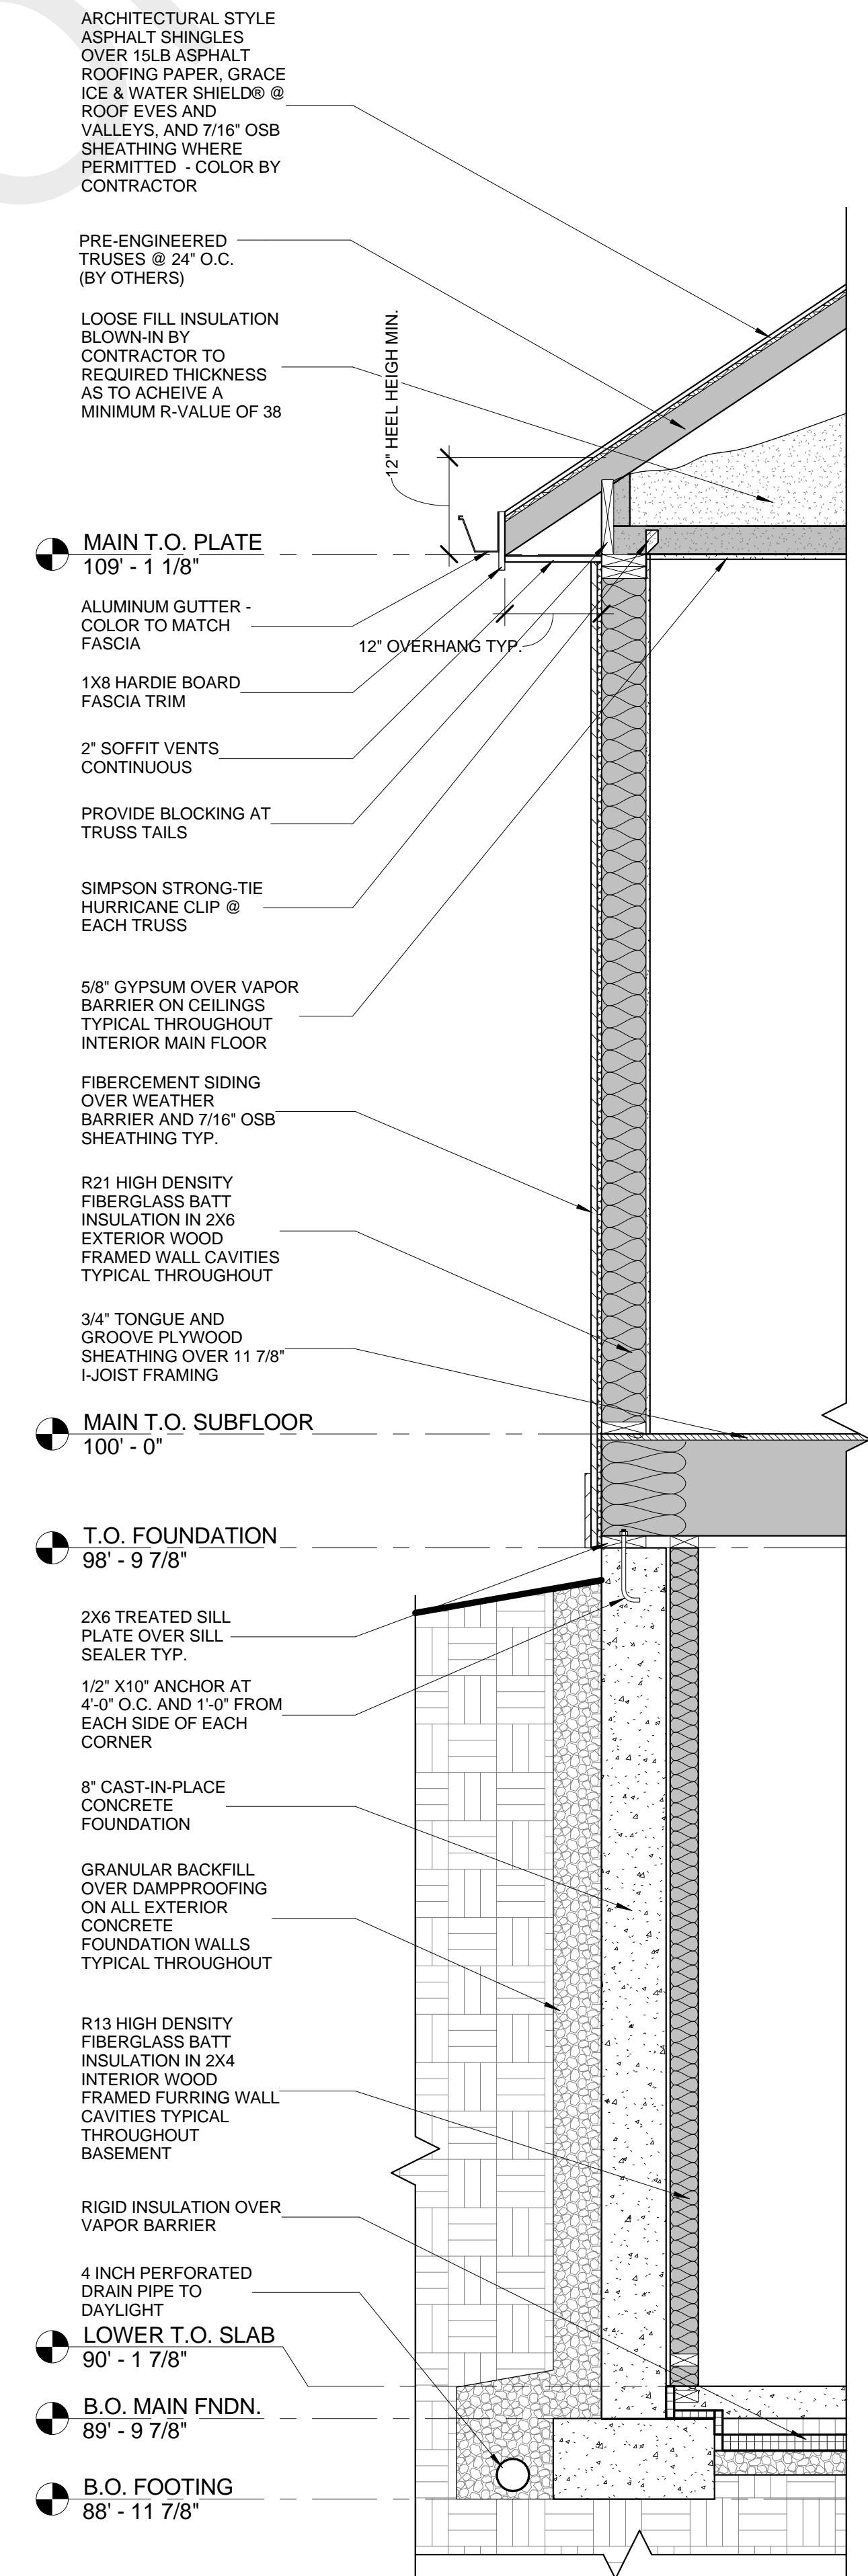 ARCHITECTURAL STYLE
ASPHALT SHINGLES
OVER 15LB ASPHALT
ROOFING PAPER, GRACE
ICE & WATER SHIELD® @
ROOF EVES AND
VALLEYS, AND 7/16" OSB
SHEATHING WHERE
PERMITTED - COLOR BY
CONTRACTOR
PRE-ENGINEERED
TRUSES @ 24" O.C.
(BY OTHERS)
LOOSE FILL INSULATION
BLOWN-IN BY
CONTRACTOR TO
REQUIRED THICKNESS
AS TO ACHEIVE A
MINIMUM R-VALUE OF 38
12" HEEL HEIGH MIN.
MAIN T.O. PLATE
109' - 1 1/8"
ALUMINUM GUTTER -
COLOR TO MATCH
FASCIA
12" OVERHANG TYP.
1X8 HARDIE BOARD
FASCIA TRIM
2" SOFFIT VENTS
CONTINUOUS
PROVIDE BLOCKING AT
TRUSS TAILS
SIMPSON STRONG-TIE
HURRICANE CLIP @
EACH TRUSS
5/8" GYPSUM OVER VAPOR
BARRIER ON CEILINGS
TYPICAL THROUGHOUT
INTERIOR MAIN FLOOR
FIBERCEMENT SIDING
OVER WEATHER
BARRIER AND 7/16" OSB
SHEATHING TYP.
R21 HIGH DENSITY
FIBERGLASS BATT
INSULATION IN 2X6
EXTERIOR WOOD
FRAMED WALL CAVITIES
TYPICAL THROUGHOUT
3/4" TONGUE AND
GROOVE PLYWOOD
SHEATHING OVER 11 7/8"
I-JOIST FRAMING
MAIN T.O. SUBFLOOR
100' - 0"
T.O. FOUNDATION
98' - 9 7/8"
2X6 TREATED SILL
PLATE OVER SILL
SEALER TYP.
1/2" X10" ANCHOR AT
4'-0" O.C. AND 1'-0" FROM
EACH SIDE OF EACH
CORNER
8" CAST-IN-PLACE
CONCRETE
FOUNDATION
GRANULAR BACKFILL
OVER DAMPPROOFING
ON ALL EXTERIOR
CONCRETE
FOUNDATION WALLS
TYPICAL THROUGHOUT
R13 HIGH DENSITY
FIBERGLASS BATT
INSULATION IN 2X4
INTERIOR WOOD
FRAMED FURRING WALL
CAVITIES TYPICAL
THROUGHOUT
BASEMENT
RIGID INSULATION OVER
VAPOR BARRIER
4 INCH PERFORATED
DRAIN PIPE TO
DAYLIGHT
LOWER T.O. SLAB
90' - 1 7/8"
B.O. MAIN FNDN.
89' - 9 7/8"
B.O. FOOTING
88' - 11 7/8"